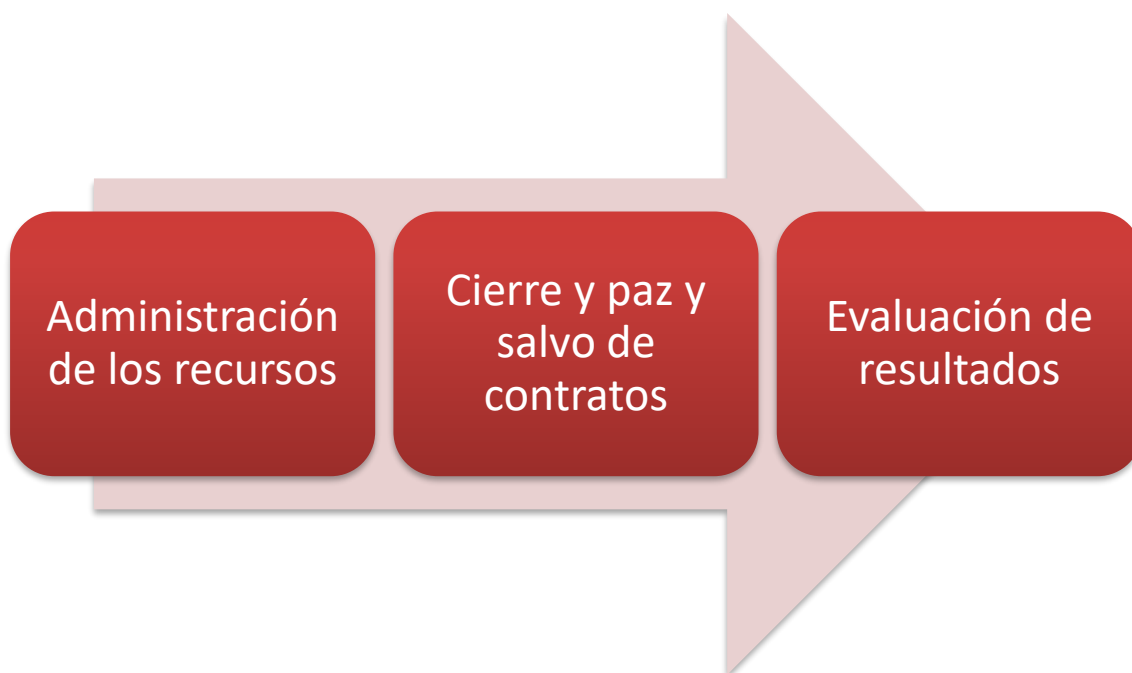 Administración
de los recursos
Cierre y paz y
salvo de
contratos
Evaluación de
resultados